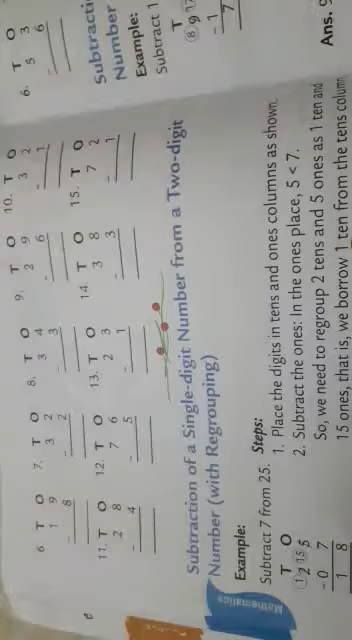 6 T O
1 9
- 8
7. T O
3 2
- 2
8. T O
3 4
- 3
9. T O
2 9
- 6
10. T O
3 2
- 1
11. T O
2 8
- 4
12. T O
7 6
- 5
13. T O
2 3
- 1
14. T O
3 8
- 3
15. T O
7 2
- 1
Subtraction of a Single-digit Number from a Two-digit
Number (with Regrouping)
Example:
Subtract 7 from 25.
T O
1 15
2 5
- 0 7
1 8
Steps:
1. Place the digits in tens and ones columns as shown.
2. Subtract the ones: In the ones place, 5 < 7.
So, we need to regroup 2 tens and 5 ones as 1 ten and
15 ones, that is, we borrow 1 ten from the tens column
Mathematics
6. T O
5 3
- 6
Subtracti
Number
Example:
Subtract 1
T
8
9
- 1
7
Ans.